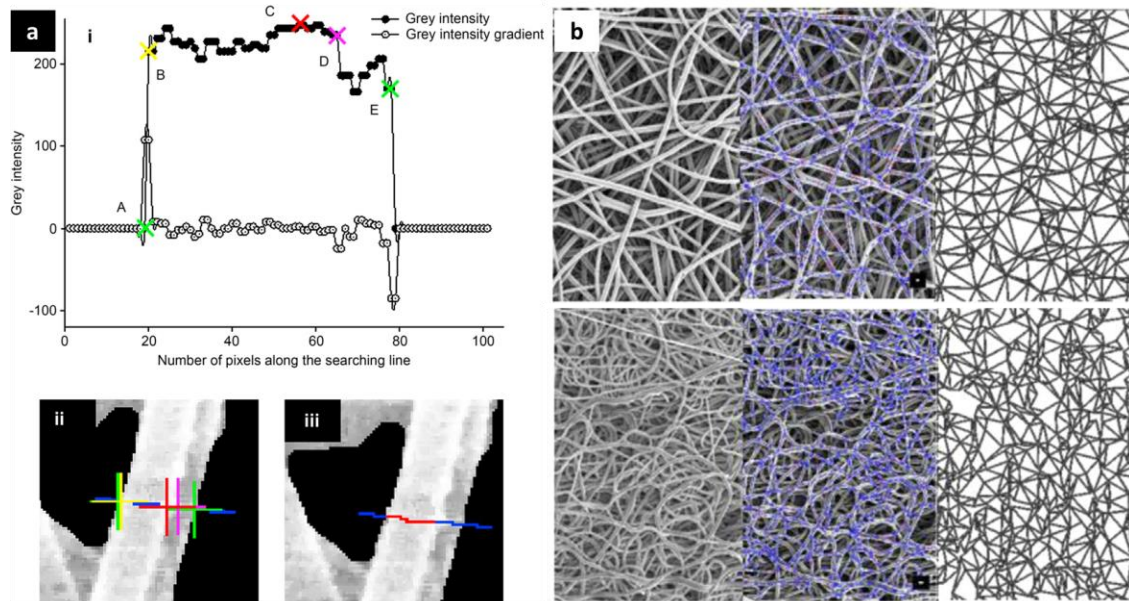 a
i
C
Grey intensity
Grey intensity gradient
200
B
D
E
100
Grey intensity
A
0
-100
0
20
40
60
80
100
Number of pixels along the searching line
ii
iii
b